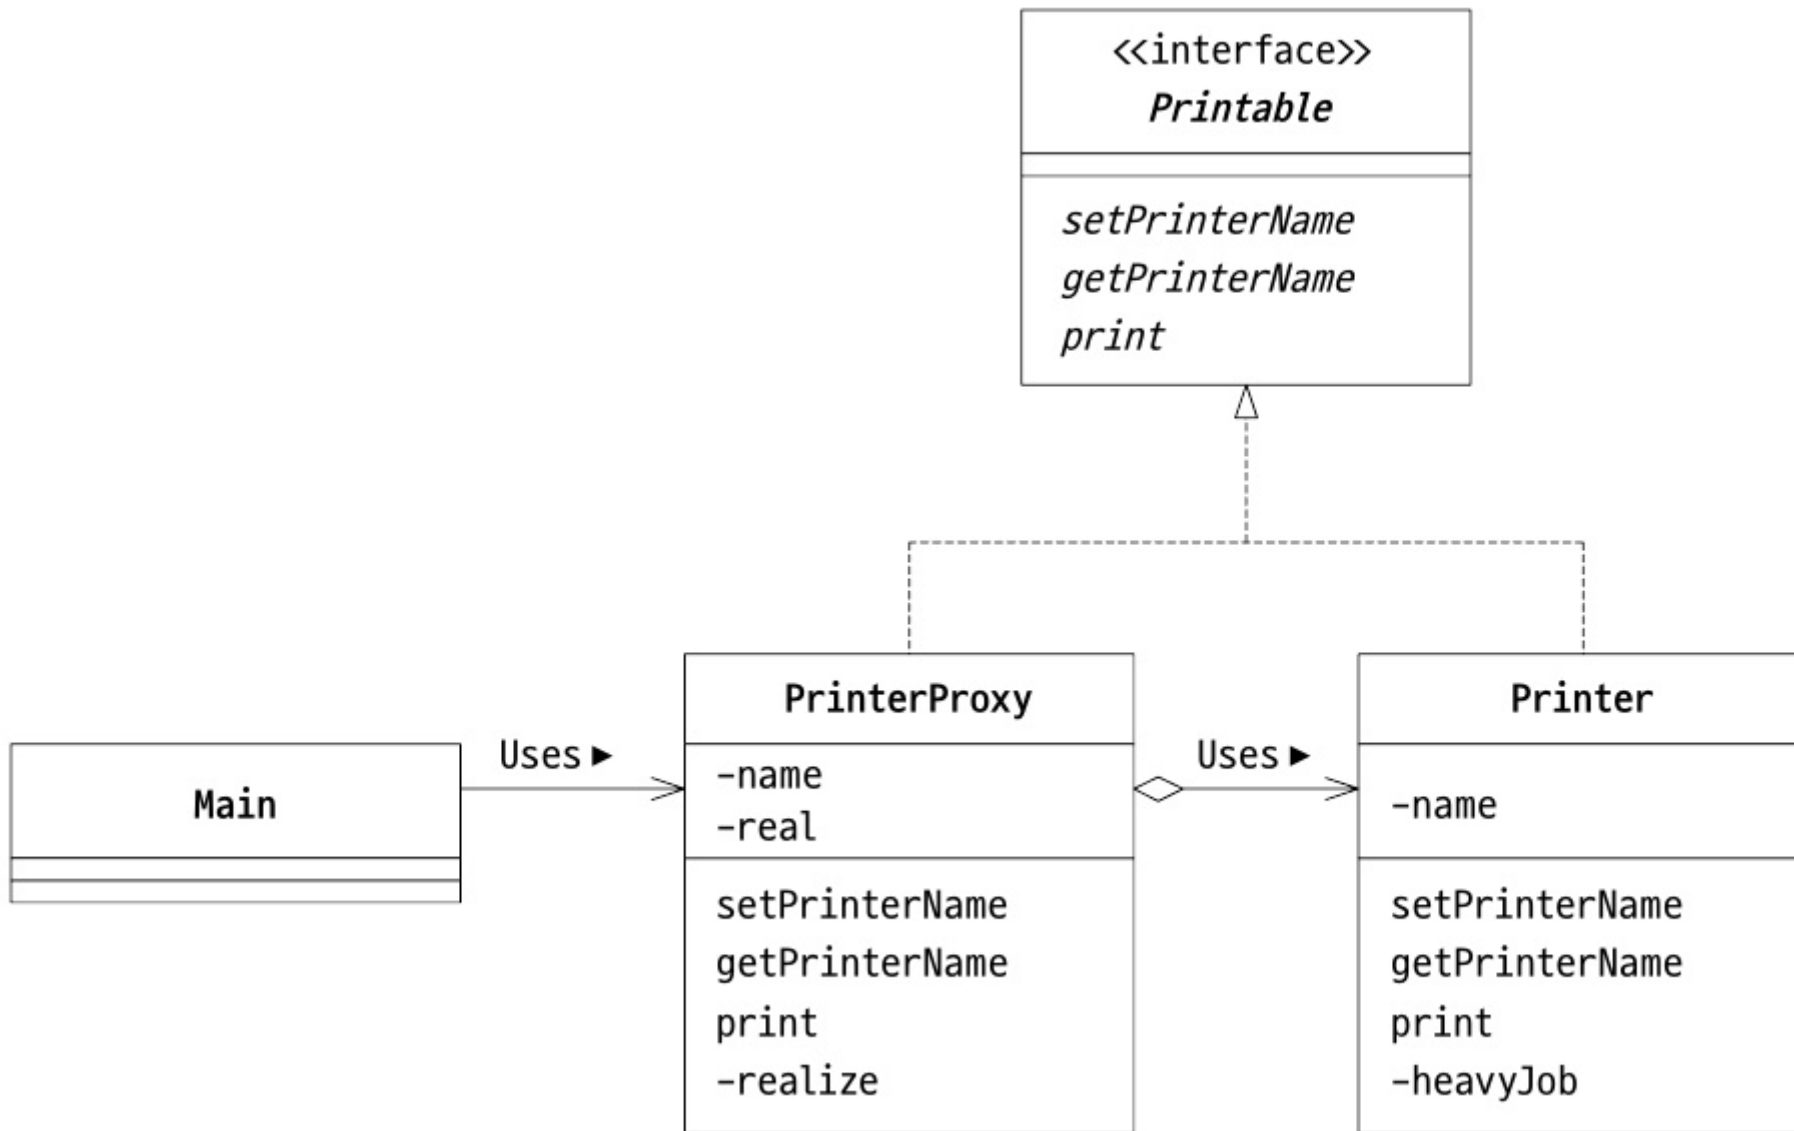 <<interface>>
Printable
setPrinterName
getPrinterName
print
Main
Uses ►
PrinterProxy
-name
-real
setPrinterName
getPrinterName
print
-realize
Uses ►
Printer
-name
setPrinterName
getPrinterName
print
-heavyJob